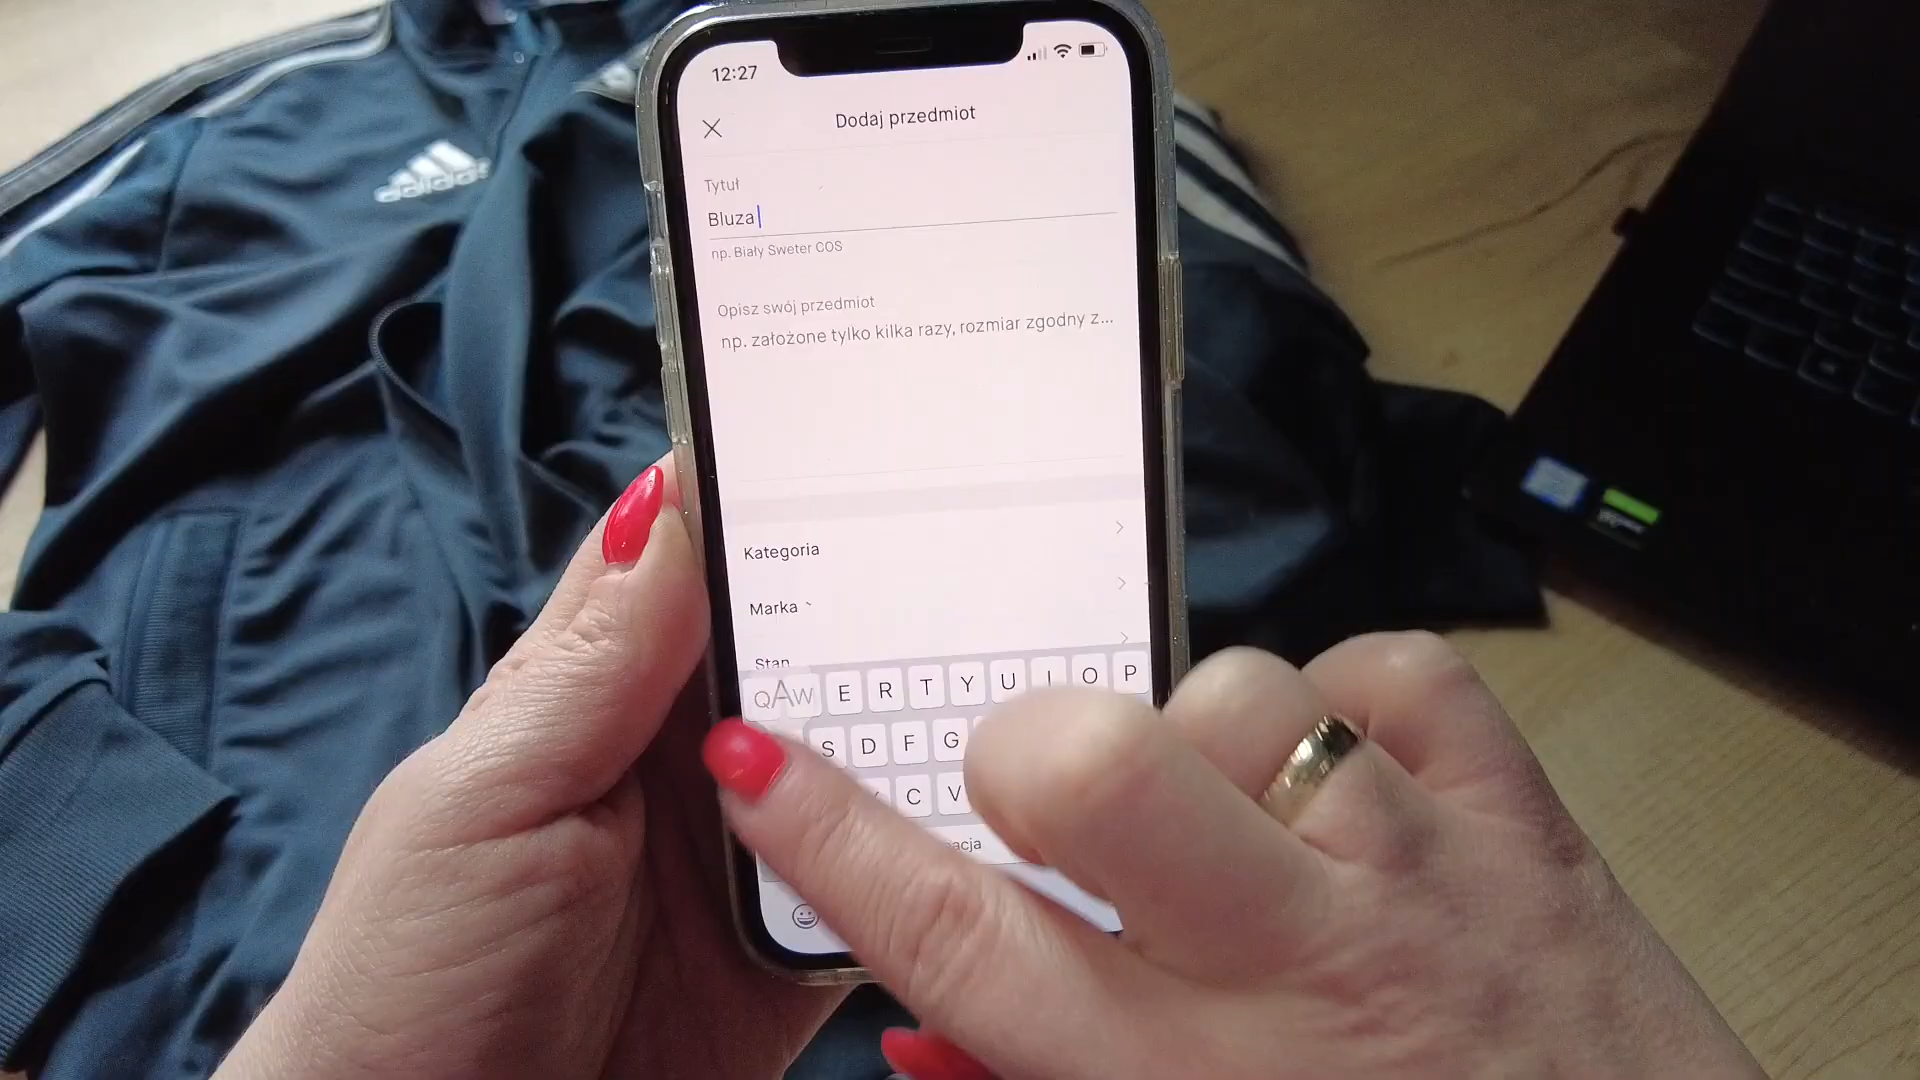 adidas
12:27
Dodaj przedmiot
Tytuł
Bluza
np. Biały Sweter COS
Opisz swój przedmiot
np. założone tylko kilka razy, rozmiar zgodny z...
Kategoria
Marka
Stan
Q A W E R T Y U I O P
S D F G
C V
acja